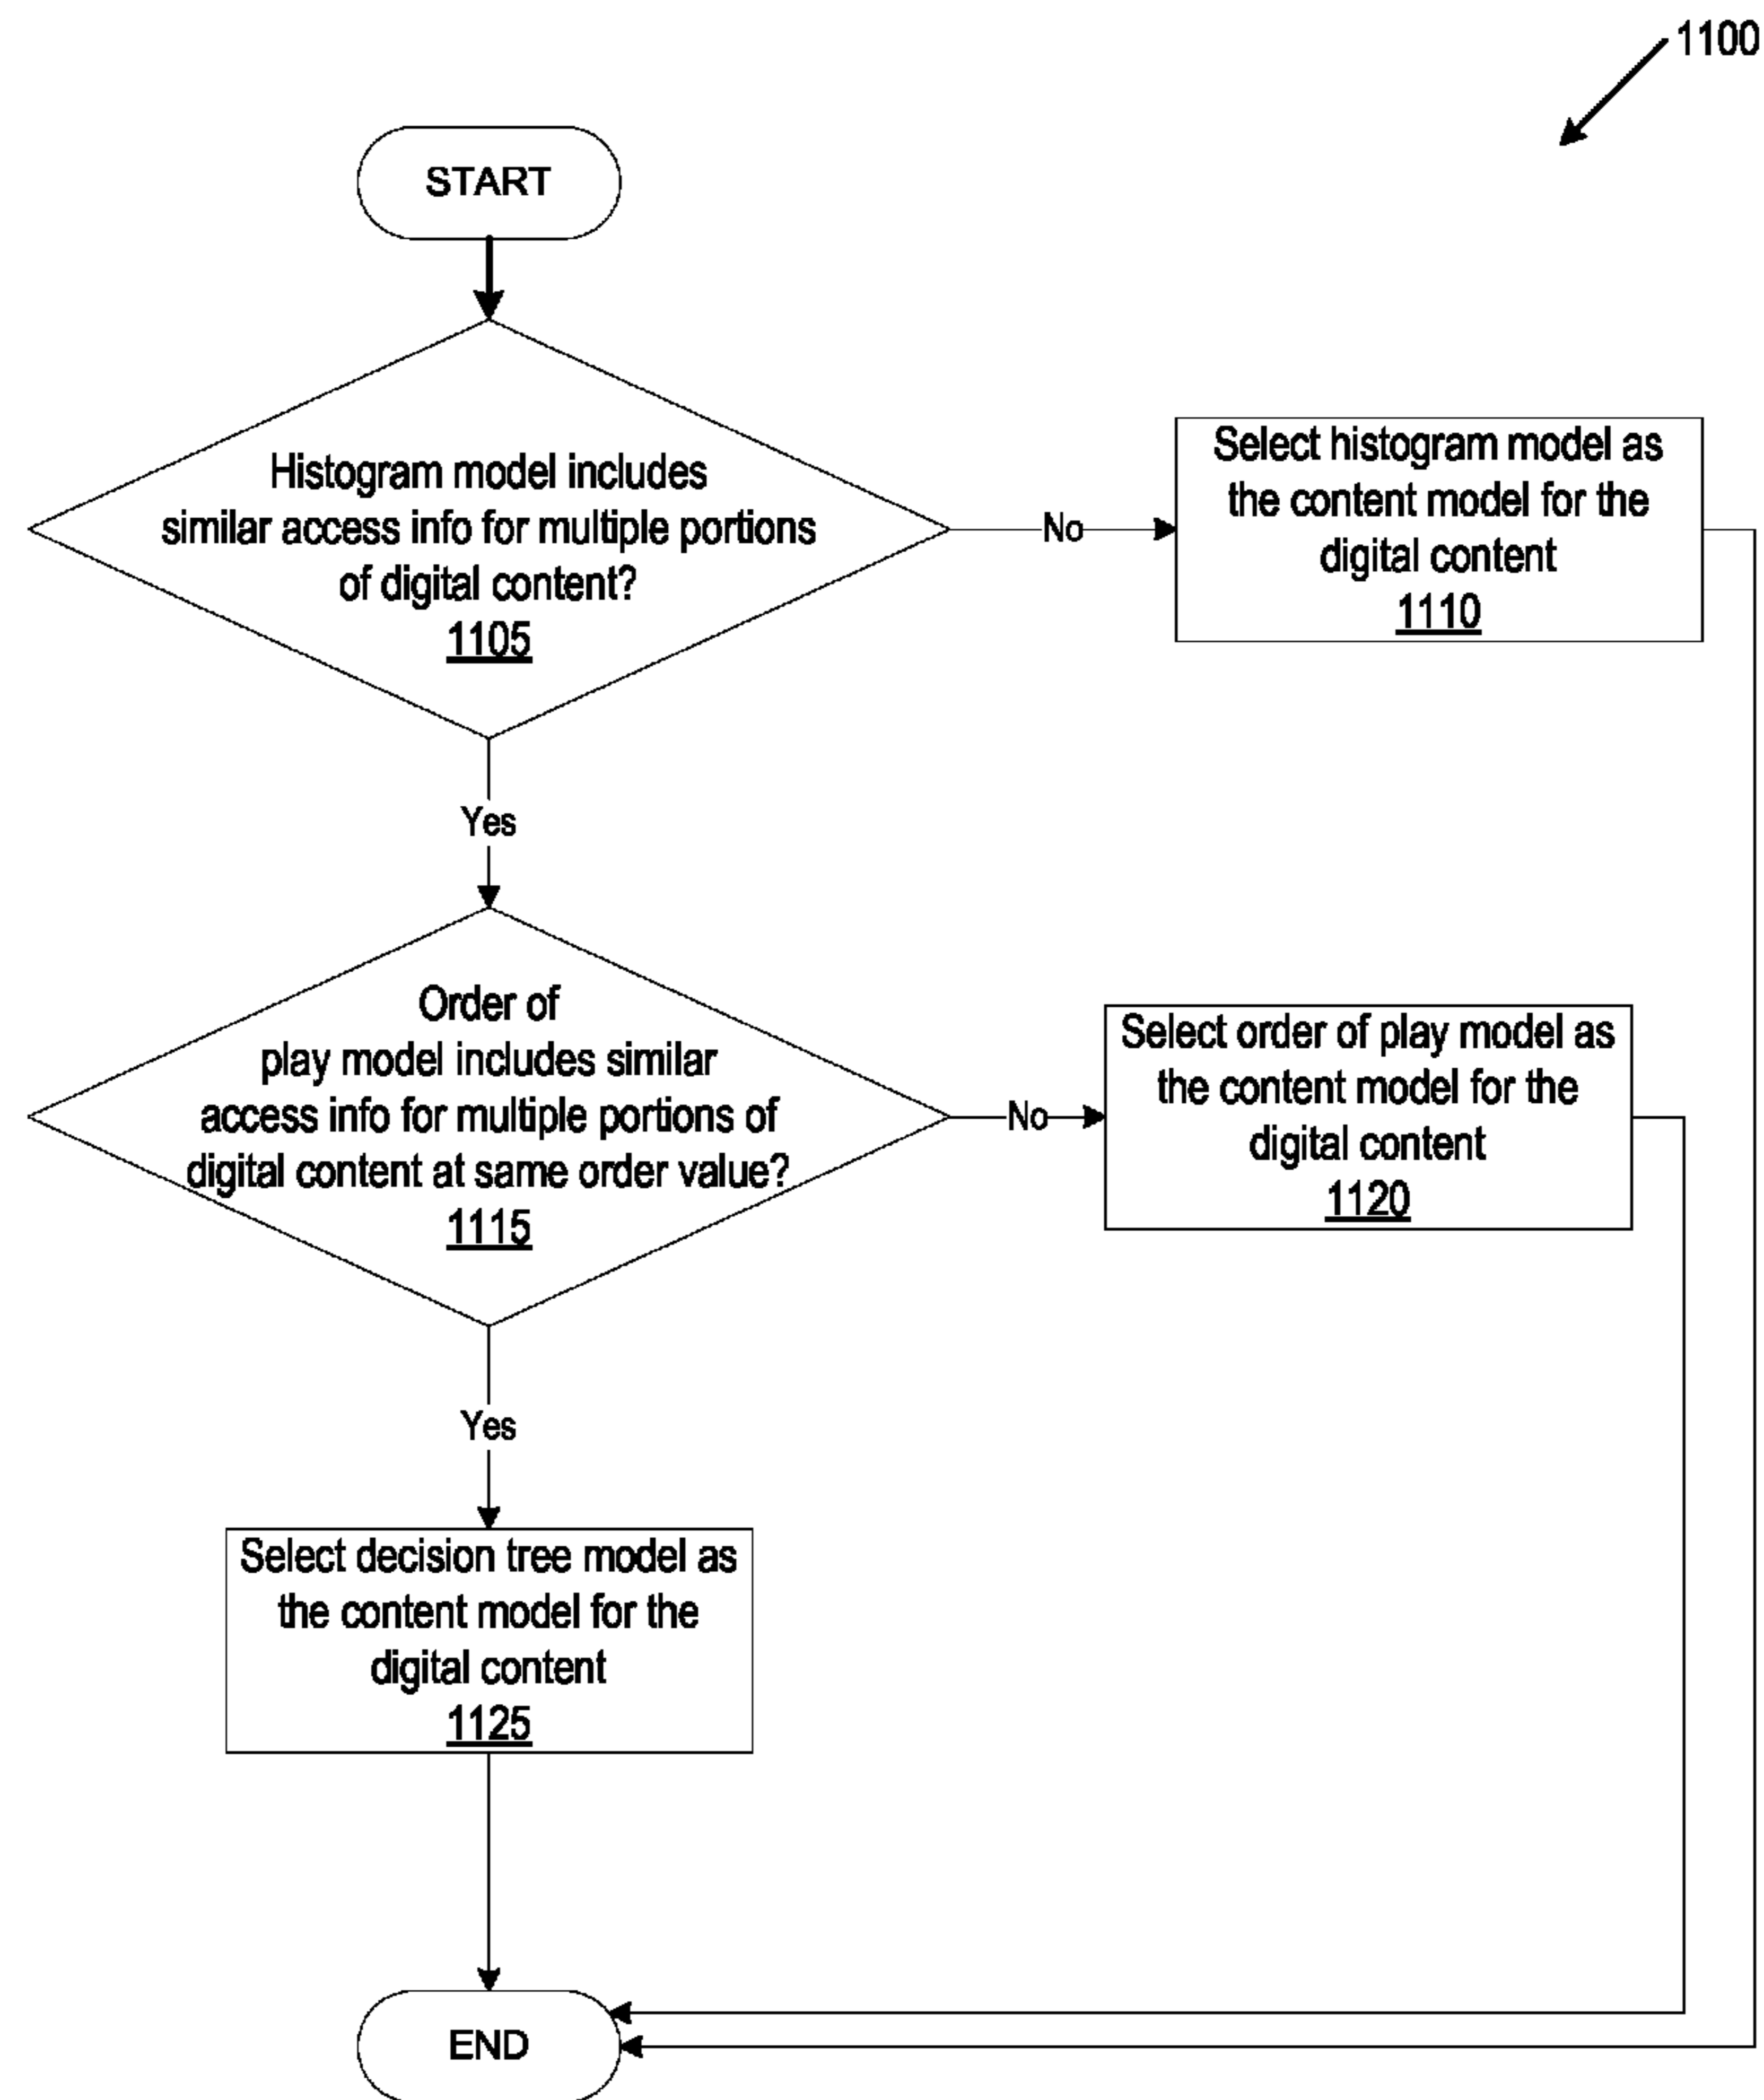 1100
START
Histogram model includes
similar access info for multiple portions
of digital content?
1105
No
Select histogram model as
the content model for the
digital content
1110
Yes
Order of
play model includes similar
access info for multiple portions of
digital content at same order value?
1115
No
Select order of play model as
the content model for the
digital content
1120
Yes
Select decision tree model as
the content model for the
digital content
1125
END